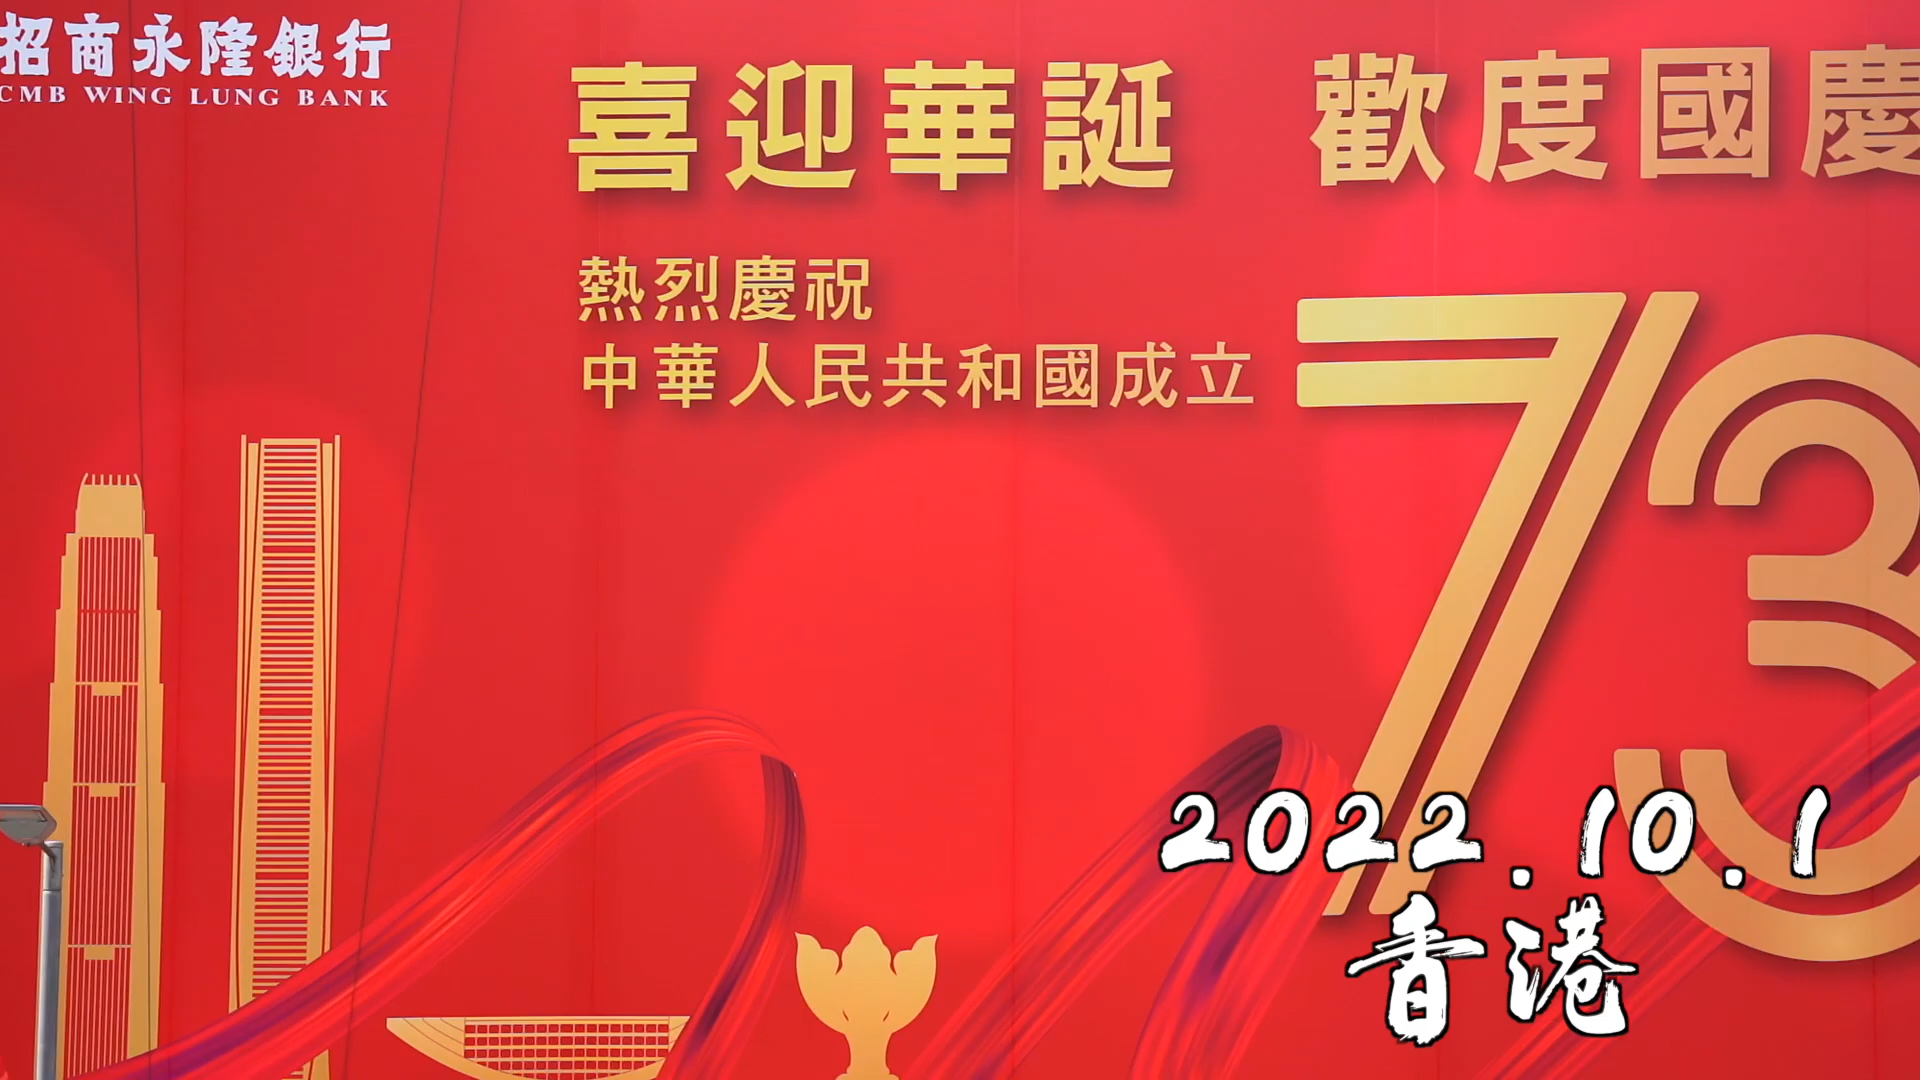 招商永隆銀行
CMB WING LUNG BANK
喜迎華誕 歡度國慶
熱烈慶祝
中華人民共和國成立
73
2022.10.1
香港